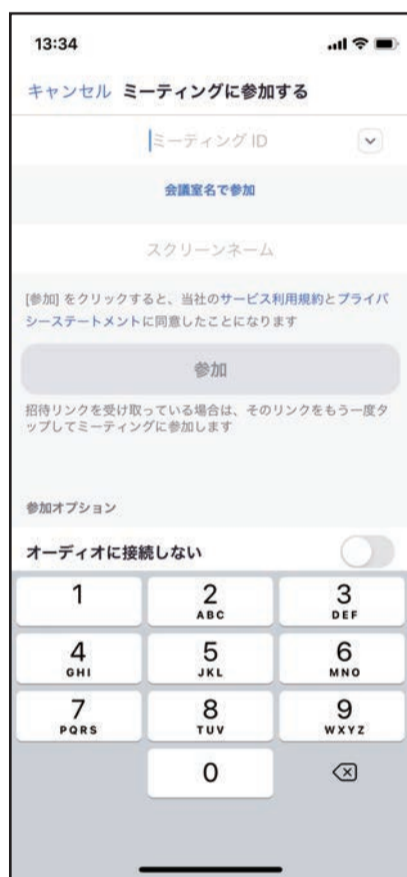 13:34
キャンセル ミーティングに参加する
ミーティング ID
会議室名で参加
スクリーンネーム
[参加] をクリックすると、当社のサービス利用規約とプライバ
シーステートメントに同意したことになります
参加
招待リンクを受け取っている場合は、そのリンクをもう一度タ
ップしてミーティングに参加します
参加オプション
オーディオに接続しない
1 2 3
ABC DEF
4 5 6
GHI JKL MNO
7 8 9
PQRS TUV WXYZ
0